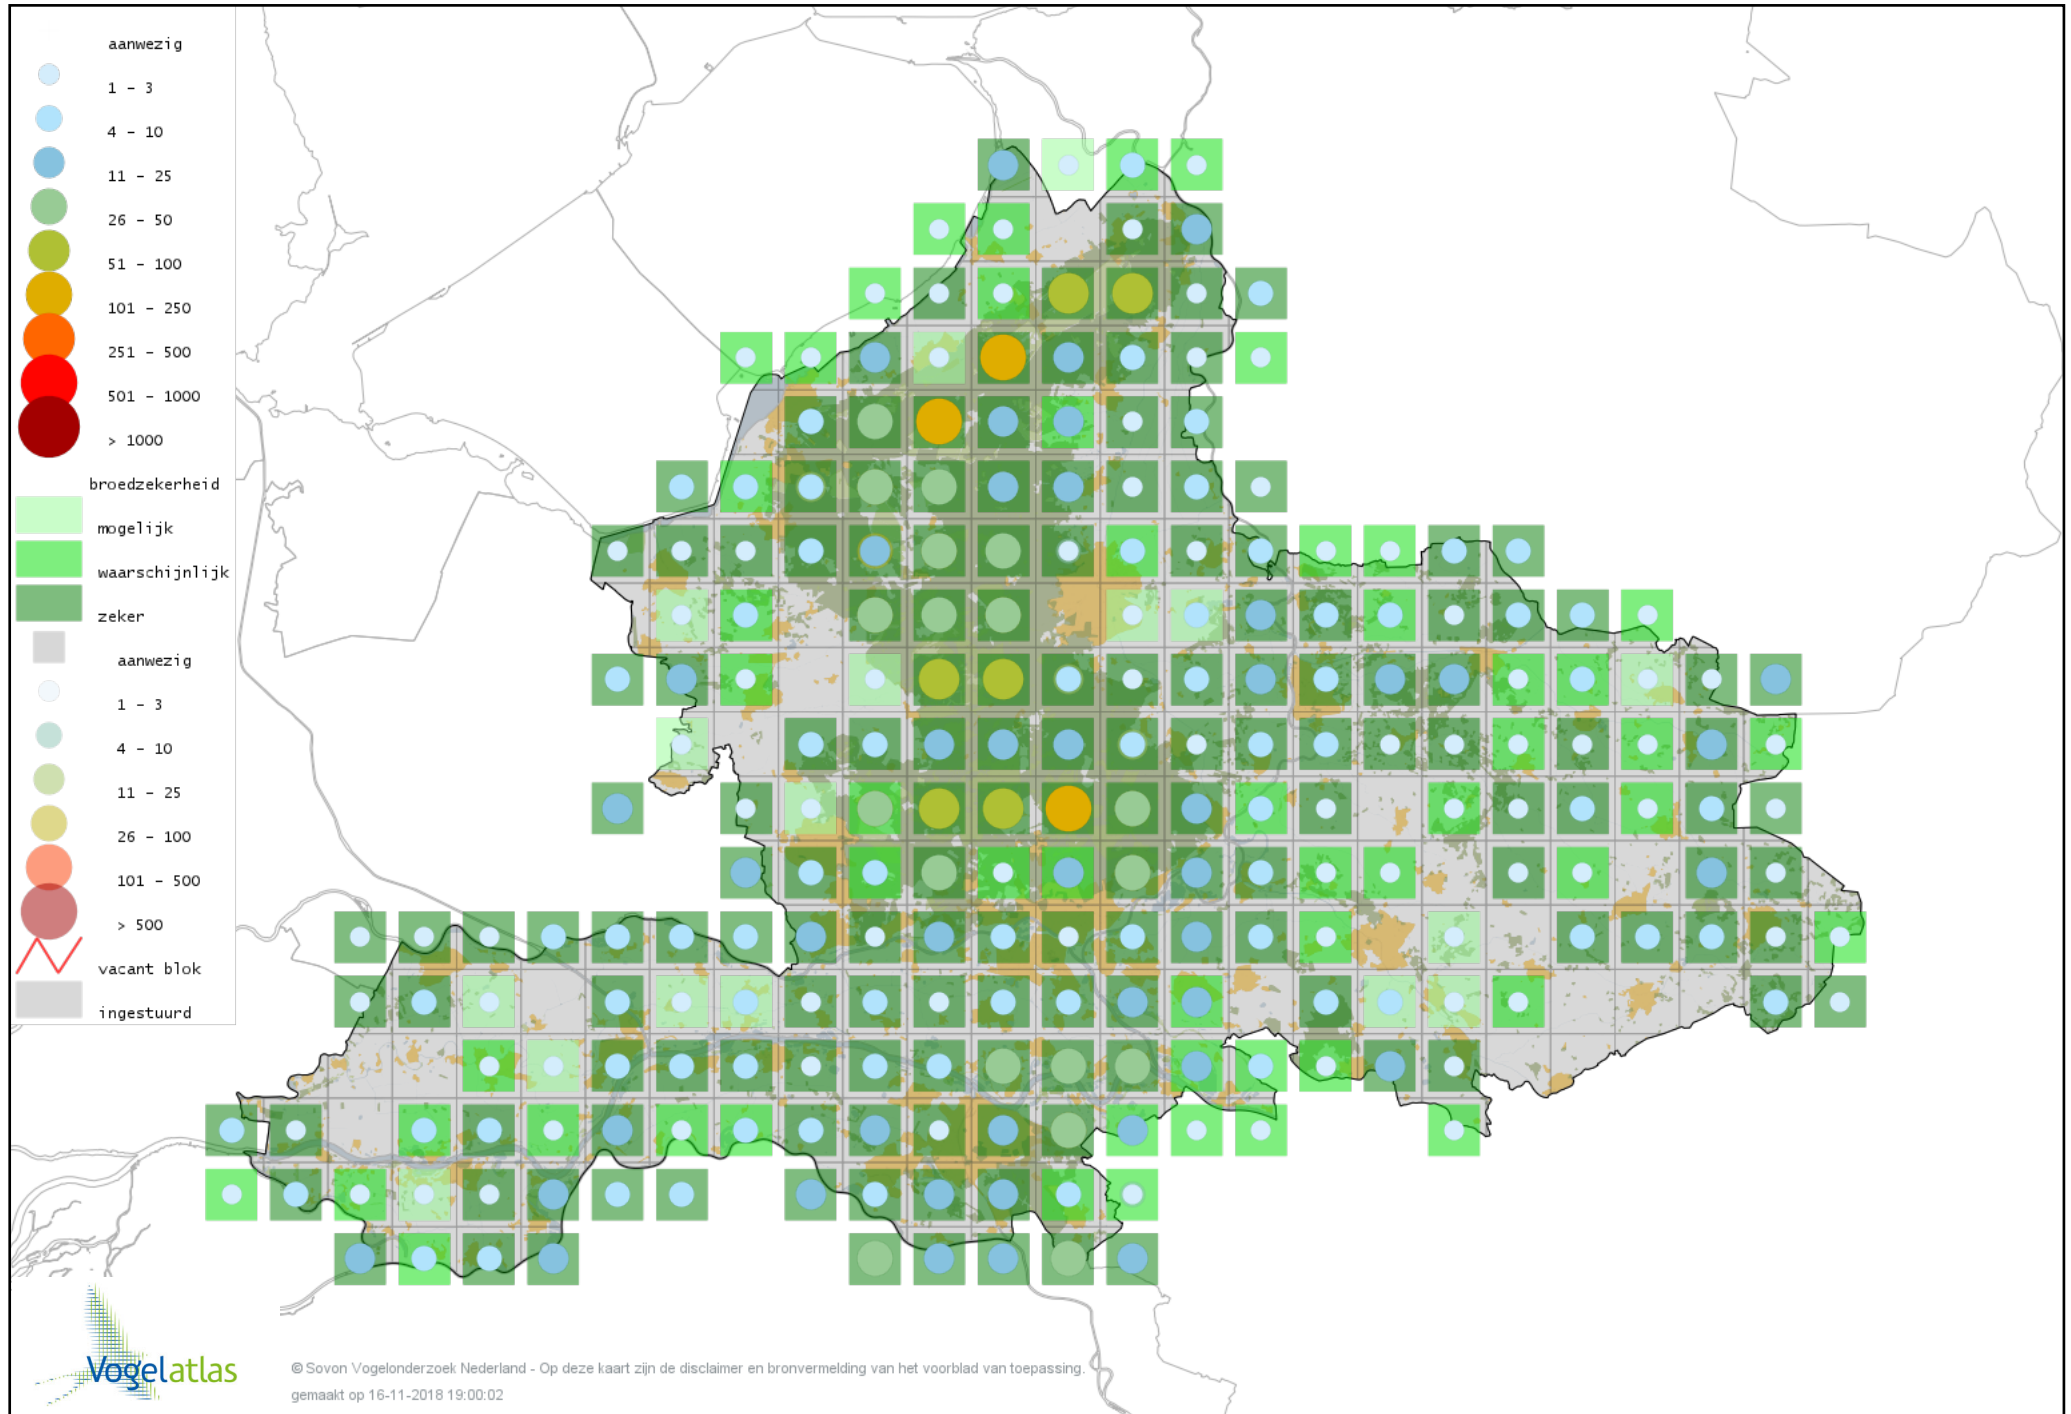 aanwezig
1 - 3
4 - 10
11 - 25
26 - 50
51 - 100
101 - 250
251 - 500
501 - 1000
> 1000
broedzekerheid
mogelijk
waarschijnlijk
zeker
aanwezig
1 - 3
4 - 10
11 - 25
26 - 100
101 - 500
> 500
vacant blok
ingestuurd
Vogelatlas
© Sovon Vogelonderzoek Nederland - Op deze kaart zijn de disclaimer en bronvermelding van het voorblad van toepassing.
gemaakt op 16-11-2018 19:00:02